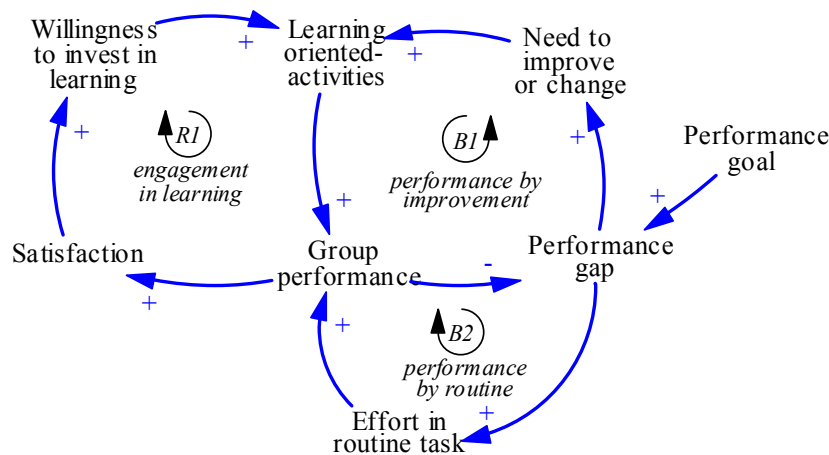 Willingness
to invest in
learning
+
Learning
oriented-
activities
+
Need to
improve
or change
+
R1
engagement
in learning
+
B1
performance by
improvement
+
Performance
goal
+
+
Satisfaction
+
Group
performance
-
Performance
gap
+
B2
performance
by routine
+
Effort in
routine task